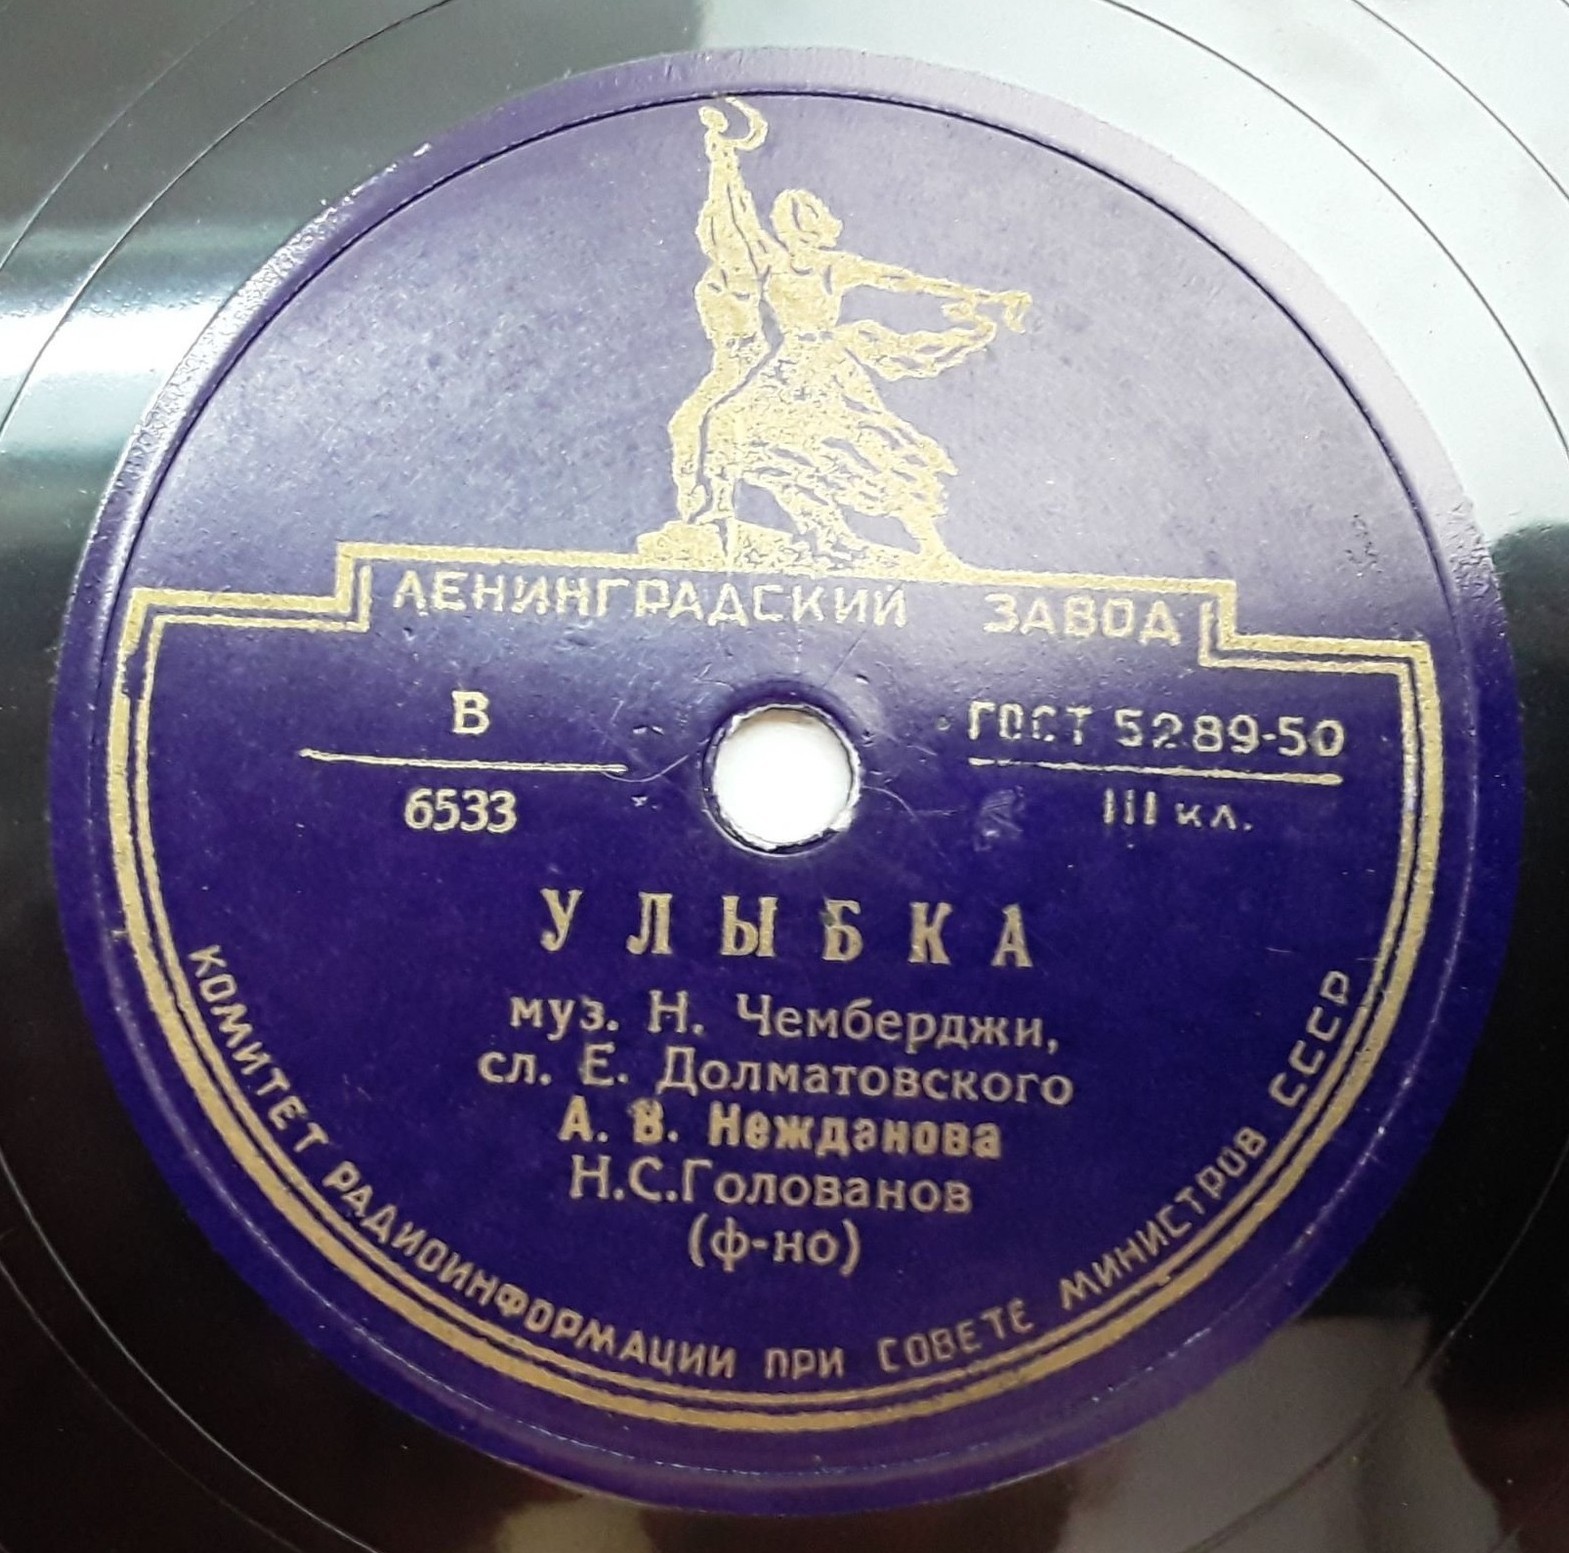 ЛЕНИНГРАДСКИЙ ЗАВОД
В
6533
ГОСТ 5289-50
III кл.
УЛЫБКА
муз. Н. Чемберджи,
сл. Е. Долматовского
А. В. Нежданова
Н.С.Голованов
(ф-но)
КОМИТЕТ РАДИОИНФОРМАЦИИ ПРИ СОВЕТЕ МИНИСТРОВ СССР